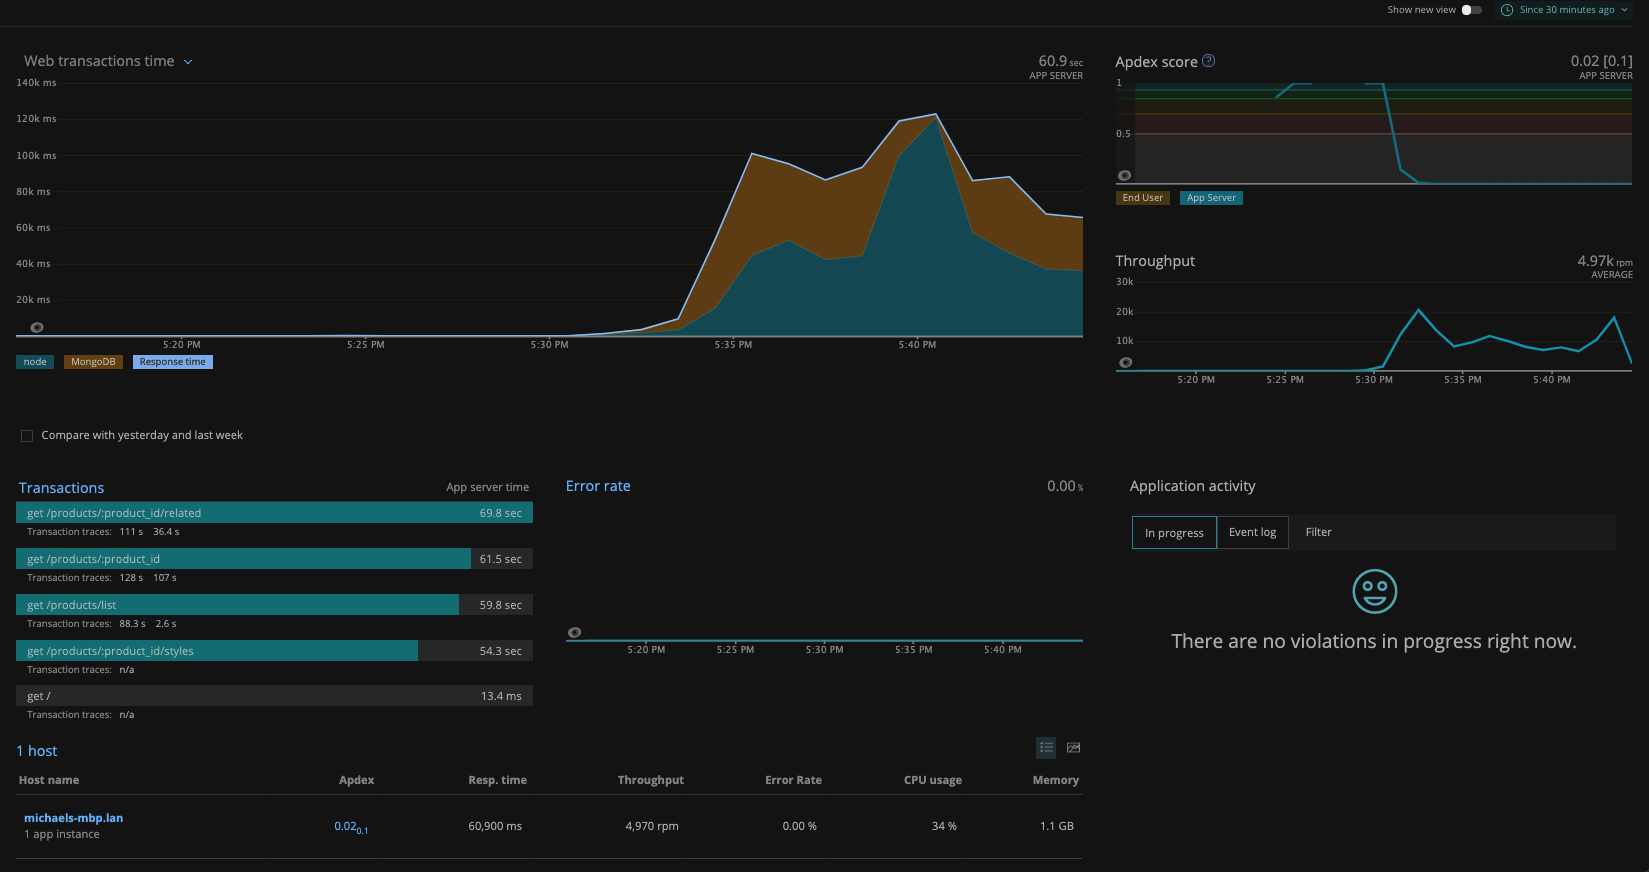 Show new view
Since 30 minutes ago
Web transactions time
60.9 sec
APP SERVER
140k ms
120k ms
100k ms
80k ms
60k ms
40k ms
20k ms
5:20 PM 5:25 PM 5:30 PM 5:35 PM 5:40 PM
node MongoDB Response time
Apdex score ?
0.02 [0.1]
APP SERVER
1
0.5
End User App Server
Throughput
4.97k rpm
AVERAGE
30k
20k
10k
5:20 PM 5:25 PM 5:30 PM 5:35 PM 5:40 PM
Compare with yesterday and last week
Transactions App server time
get /products/:product_id/related 69.8 sec
Transaction traces: 111 s 36.4 s
get /products/:product_id 61.5 sec
Transaction traces: 128 s 107 s
get /products/list 59.8 sec
Transaction traces: 88.3 s 2.6 s
get /products/:product_id/styles 54.3 sec
Transaction traces: n/a
get / 13.4 ms
Transaction traces: n/a
Error rate 0.00 %
5:20 PM 5:25 PM 5:30 PM 5:35 PM 5:40 PM
Application activity
In progress Event log Filter
There are no violations in progress right now.
1 host
Host name Apdex Resp. time Throughput Error Rate CPU usage Memory
michaels-mbp.lan 0.02 0.1 60,900 ms 4,970 rpm 0.00 % 34 % 1.1 GB
1 app instance